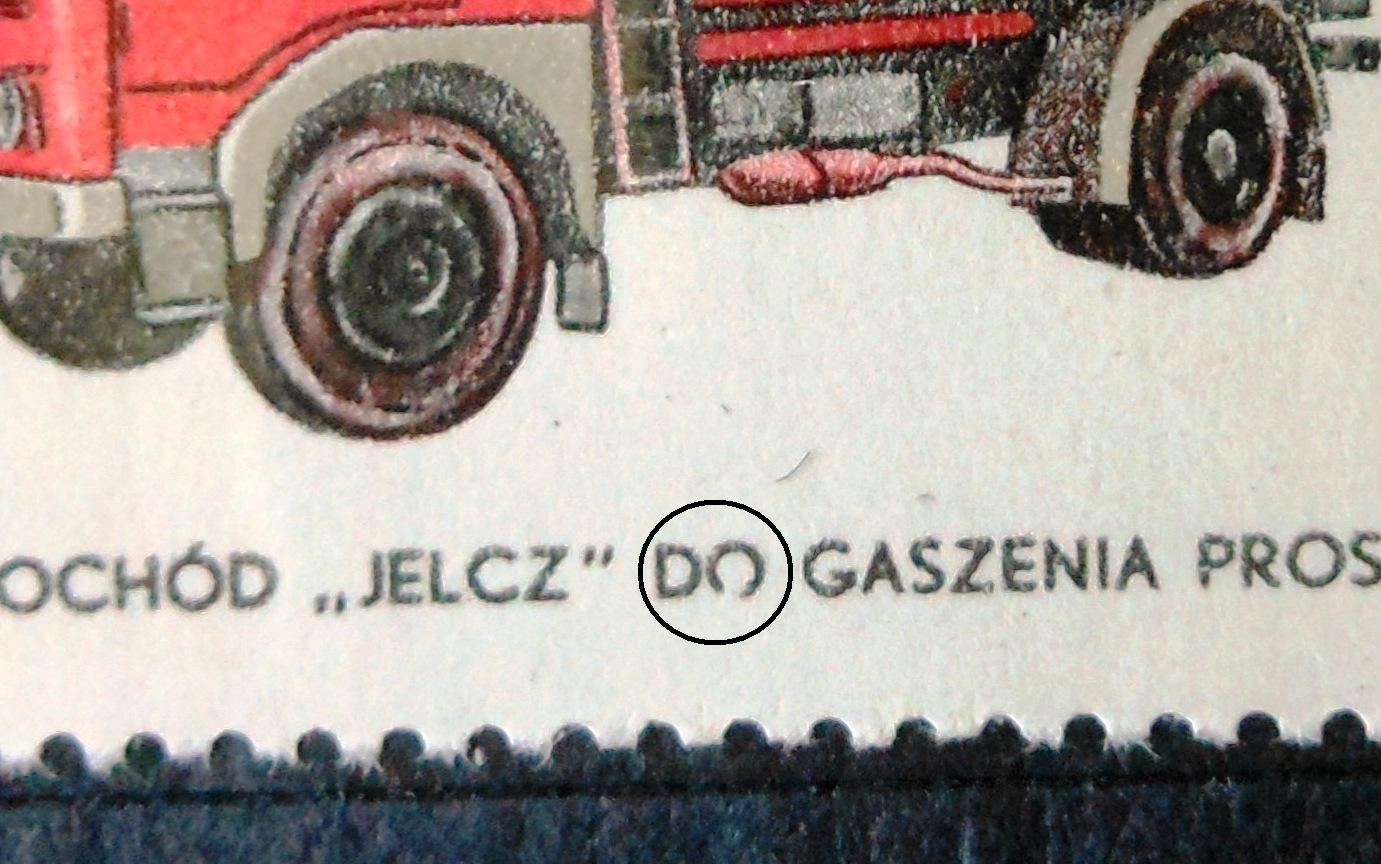 OCHÓD „JELCZ” DO GASZENIA PROS